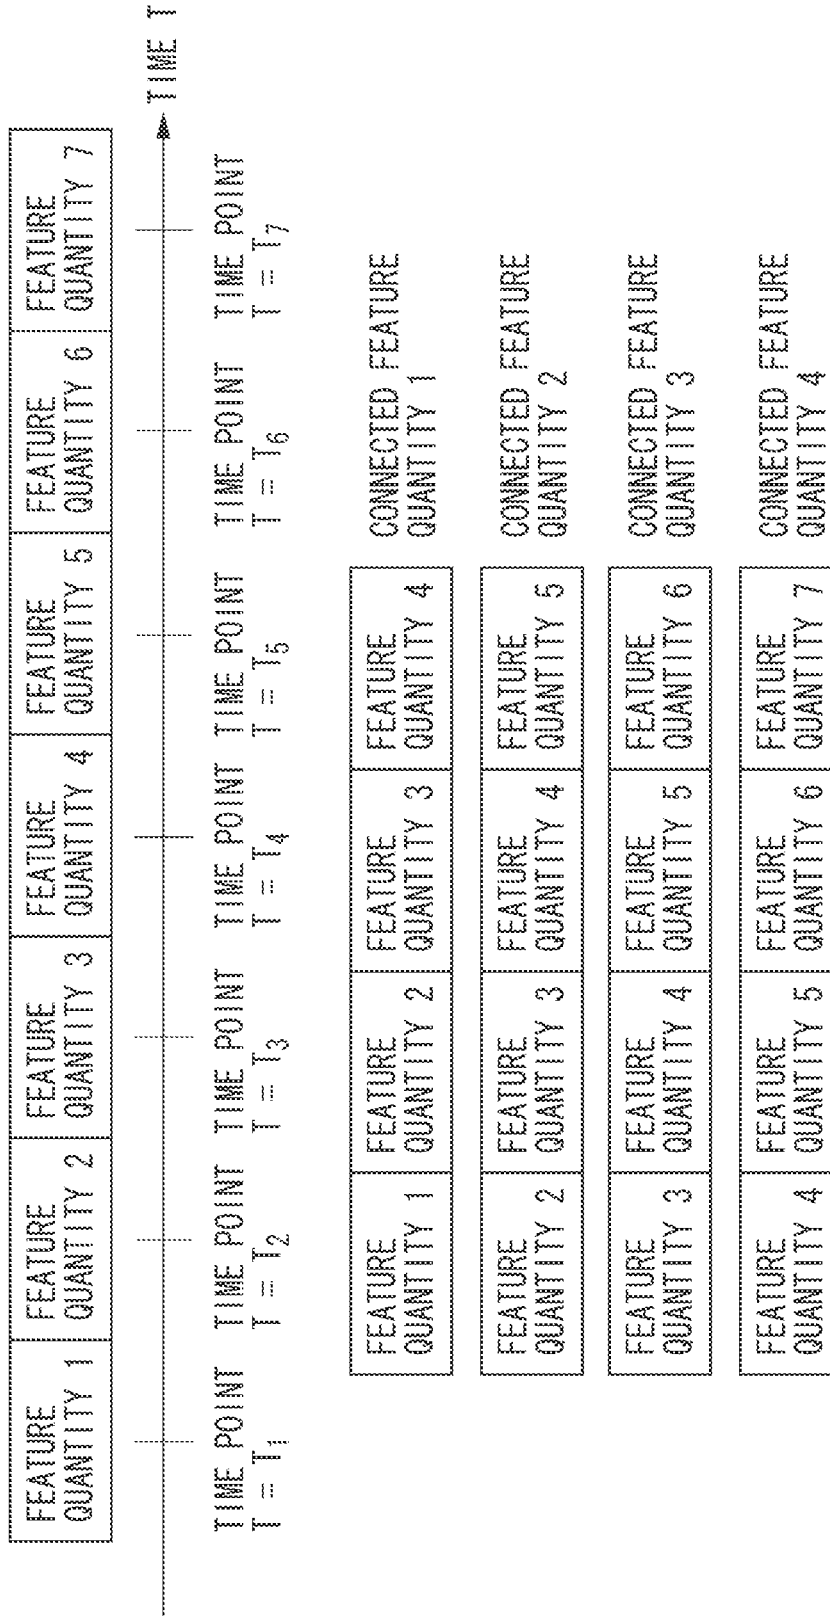 FEATURE
QUANTITY 1
FEATURE
QUANTITY 2
FEATURE
QUANTITY 3
FEATURE
QUANTITY 4
FEATURE
QUANTITY 5
FEATURE
QUANTITY 6
FEATURE
QUANTITY 7
TIME T
TIME POINT
T = T1
TIME POINT
T = T2
TIME POINT
T = T3
TIME POINT
T = T4
TIME POINT
T = T5
TIME POINT
T = T6
TIME POINT
T = T7
FEATURE
QUANTITY 1
FEATURE
QUANTITY 2
FEATURE
QUANTITY 3
FEATURE
QUANTITY 4
CONNECTED FEATURE
QUANTITY 1
FEATURE
QUANTITY 2
FEATURE
QUANTITY 3
FEATURE
QUANTITY 4
FEATURE
QUANTITY 5
CONNECTED FEATURE
QUANTITY 2
FEATURE
QUANTITY 3
FEATURE
QUANTITY 4
FEATURE
QUANTITY 5
FEATURE
QUANTITY 6
CONNECTED FEATURE
QUANTITY 3
FEATURE
QUANTITY 4
FEATURE
QUANTITY 5
FEATURE
QUANTITY 6
FEATURE
QUANTITY 7
CONNECTED FEATURE
QUANTITY 4